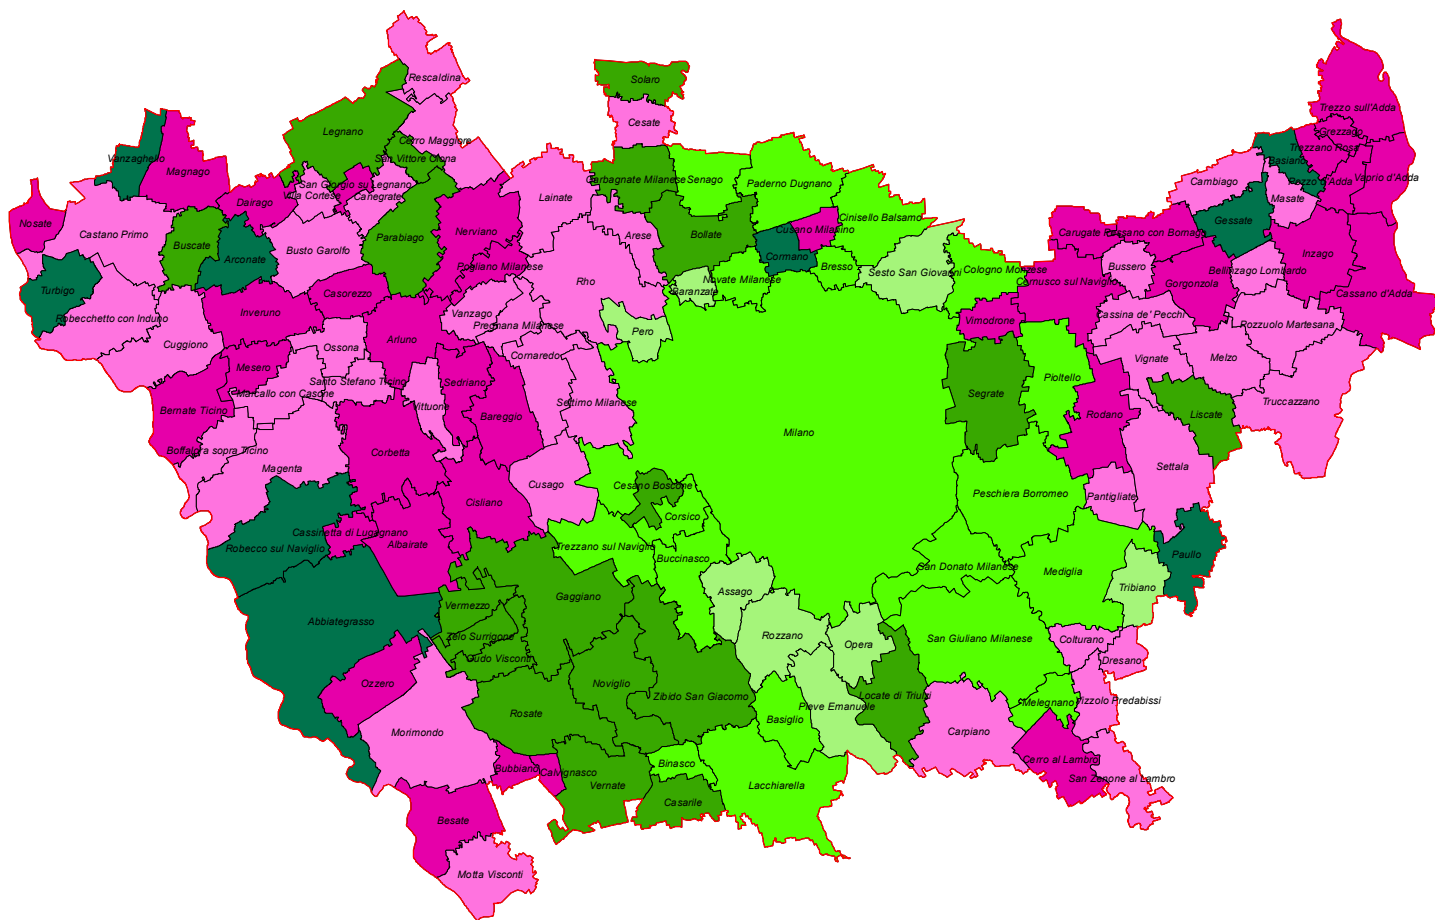 Rescaldina
Solaro
Trezzo sull'Adda
Cesate
Legnano
Grezzago
Cerro Maggiore
Trezzano Rosa
Vanzaghello
San Vittore Olona
Basiano
Magnago
Garbagnate Milanese
Senago
Paderno Dugnano
Cambiago
Pozzo d'Adda
Vaprio d'Adda
San Giorgio su Legnano
Villa Cortese
Canegrate
Lainate
Masate
Dairago
Nosate
Cinisello Balsamo
Gessate
Castano Primo
Nerviano
Arese
Bollate
Cusano Milanino
Carugate
Pessano con Bornago
Buscate
Busto Garolfo
Parabiago
Inzago
Arconate
Cormano
Pogliano Milanese
Bresso
Sesto San Giovanni
Cologno Monzese
Bussero
Bellinzago Lombardo
Turbigo
Rho
Novate Milanese
Cernusco sul Naviglio
Gorgonzola
Casorezzo
Baranzate
Cassano d'Adda
Inveruno
Vanzago
Cassina de' Pecchi
Robecchetto con Induno
Pregnana Milanese
Vimodrone
Rozzuolo Martesana
Pero
Cuggiono
Ossona
Arluno
Cornaredo
Vignate
Melzo
Mesero
Santo Stefano Ticino
Sedriano
Pioltello
Marcallo con Casone
Segrate
Bernate Ticino
Vittuone
Bareggio
Settimo Milanese
Rodano
Liscate
Truccazzano
Milano
Boffalora sopra Ticino
Corbetta
Magenta
Settala
Cusago
Cesano Boscone
Peschiera Borromeo
Pantigliate
Cisliano
Corsico
Cassinetta di Lugagnano
Robecco sul Naviglio
Albairate
Trezzano sul Naviglio
Buccinasco
San Donato Milanese
Mediglia
Paullo
Tribiano
Assago
Gaggiano
Vermezzo
Abbiategrasso
Zelo Surrigone
Rozzano
Opera
San Giuliano Milanese
Colturano
Gudo Visconti
Dresano
Ozzero
Noviglio
Zibido San Giacomo
Locate di Triulzi
Vizzolo Predabissi
Melegnano
Pieve Emanuele
Rosate
Basiglio
Morimondo
Carpiano
Cerro al Lambro
Binasco
Bubbiano
Calvignasco
San Zenone al Lambro
Vernate
Lacchiarella
Casarile
Besate
Motta Visconti